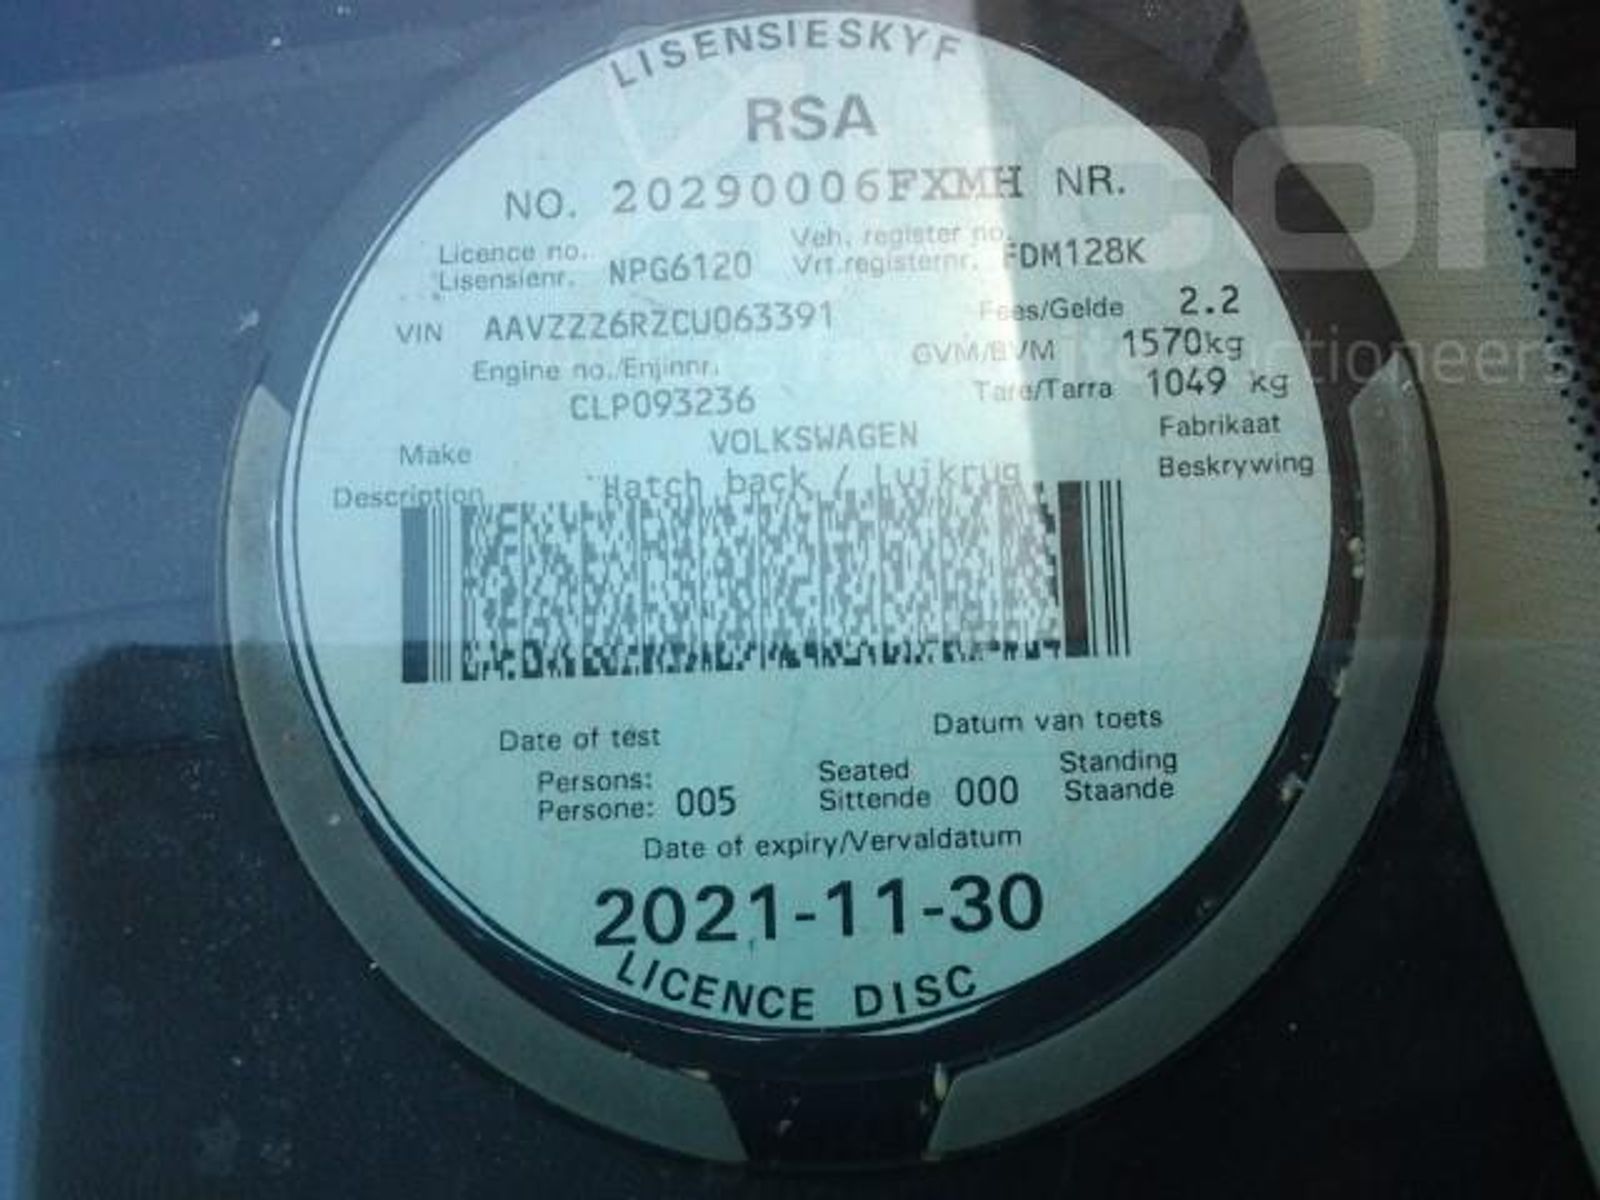 LISENSIESKYF
RSA
NO. 20290006FXMH NR.
Licence no. Veh. register no.
Lisensienr. NPG6120 Vrt.registernr. FDM128K
VIN AAVZZZ6RZCU063391 Fees/Gelde 2.2
Engine no./Enjinnr. GVM/BVM 1570kg
CLP093236 Tare/Tarra 1049 kg
Make VOLKSWAGEN Fabrikaat
Description Hatch back / Luikrug Beskrywing
Date of test Datum van toets
Persons: Seated Standing
Persone: 005 Sittende 000 Staande
Date of expiry/Vervaldatum
2021-11-30
LICENCE DISC